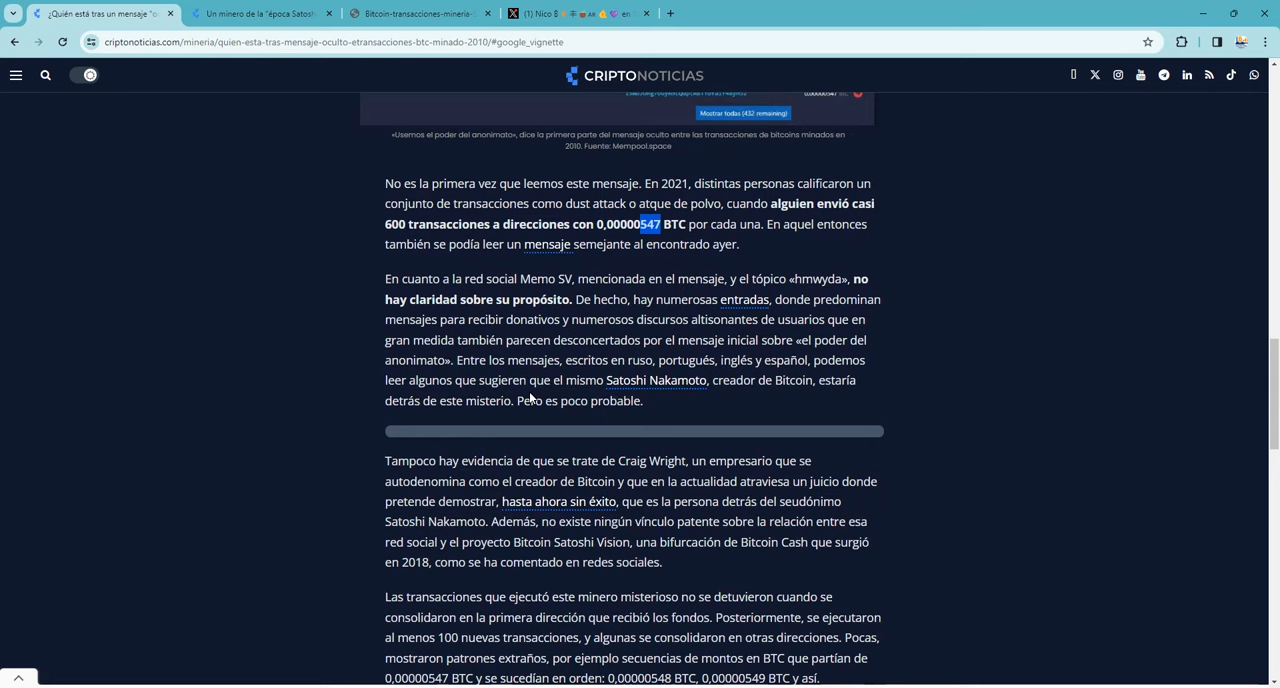 ¿Quién está tras un mensaje "o
Un minero de la "época Satoshi
Bitcoin-transacciones-mineria-
(1) Nico B
en
criptonoticias.com/mineria/quien-esta-tras-mensaje-oculto-etransacciones-btc-minado-2010/#google_vignette
CRIPTONOTICIAS
0,00000547 BTC
Mostrar todas (432 remaining)
«Usemos el poder del anonimato», dice la primera parte del mensaje oculto entre las transacciones de bitcoins minados en
2010. Fuente: Mempool.space
No es la primera vez que leemos este mensaje. En 2021, distintas personas calificaron un
conjunto de transacciones como dust attack o atque de polvo, cuando alguien envió casi
600 transacciones a direcciones con 0,00000547 BTC por cada una. En aquel entonces
también se podía leer un mensaje semejante al encontrado ayer.
En cuanto a la red social Memo SV, mencionada en el mensaje, y el tópico «hmwyda», no
hay claridad sobre su propósito. De hecho, hay numerosas entradas, donde predominan
mensajes para recibir donativos y numerosos discursos altisonantes de usuarios que en
gran medida también parecen desconcertados por el mensaje inicial sobre «el poder del
anonimato». Entre los mensajes, escritos en ruso, portugués, inglés y español, podemos
leer algunos que sugieren que el mismo Satoshi Nakamoto, creador de Bitcoin, estaría
detrás de este misterio. Pero es poco probable.
Tampoco hay evidencia de que se trate de Craig Wright, un empresario que se
autodenomina como el creador de Bitcoin y que en la actualidad atraviesa un juicio donde
pretende demostrar, hasta ahora sin éxito, que es la persona detrás del seudónimo
Satoshi Nakamoto. Además, no existe ningún vínculo patente sobre la relación entre esa
red social y el proyecto Bitcoin Satoshi Vision, una bifurcación de Bitcoin Cash que surgió
en 2018, como se ha comentado en redes sociales.
Las transacciones que ejecutó este minero misterioso no se detuvieron cuando se
consolidaron en la primera dirección que recibió los fondos. Posteriormente, se ejecutaron
al menos 100 nuevas transacciones, y algunas se consolidaron en otras direcciones. Pocas,
mostraron patrones extraños, por ejemplo secuencias de montos en BTC que partían de
0,00000547 BTC y se sucedían en orden: 0,00000548 BTC, 0,00000549 BTC y así.